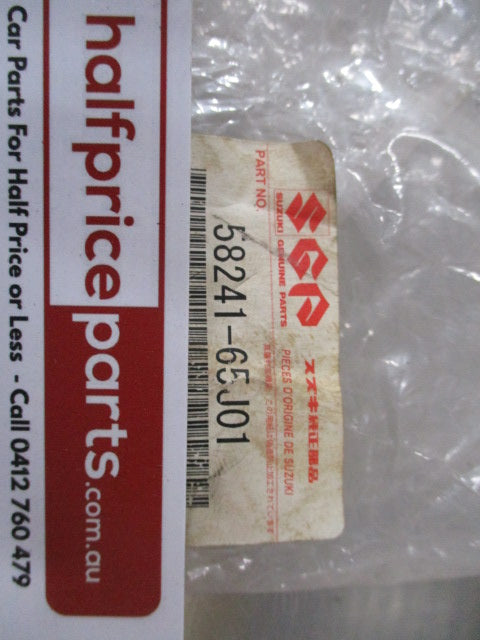 halfpriceparts.com.au
Car Parts For Half Price or Less - Call 0412 760 479
SGP
SUZUKI GENUINE PARTS
スズキ純正部品
PIECES D'ORIGINE DE SUZUKI
PART NO.
58241-65J01